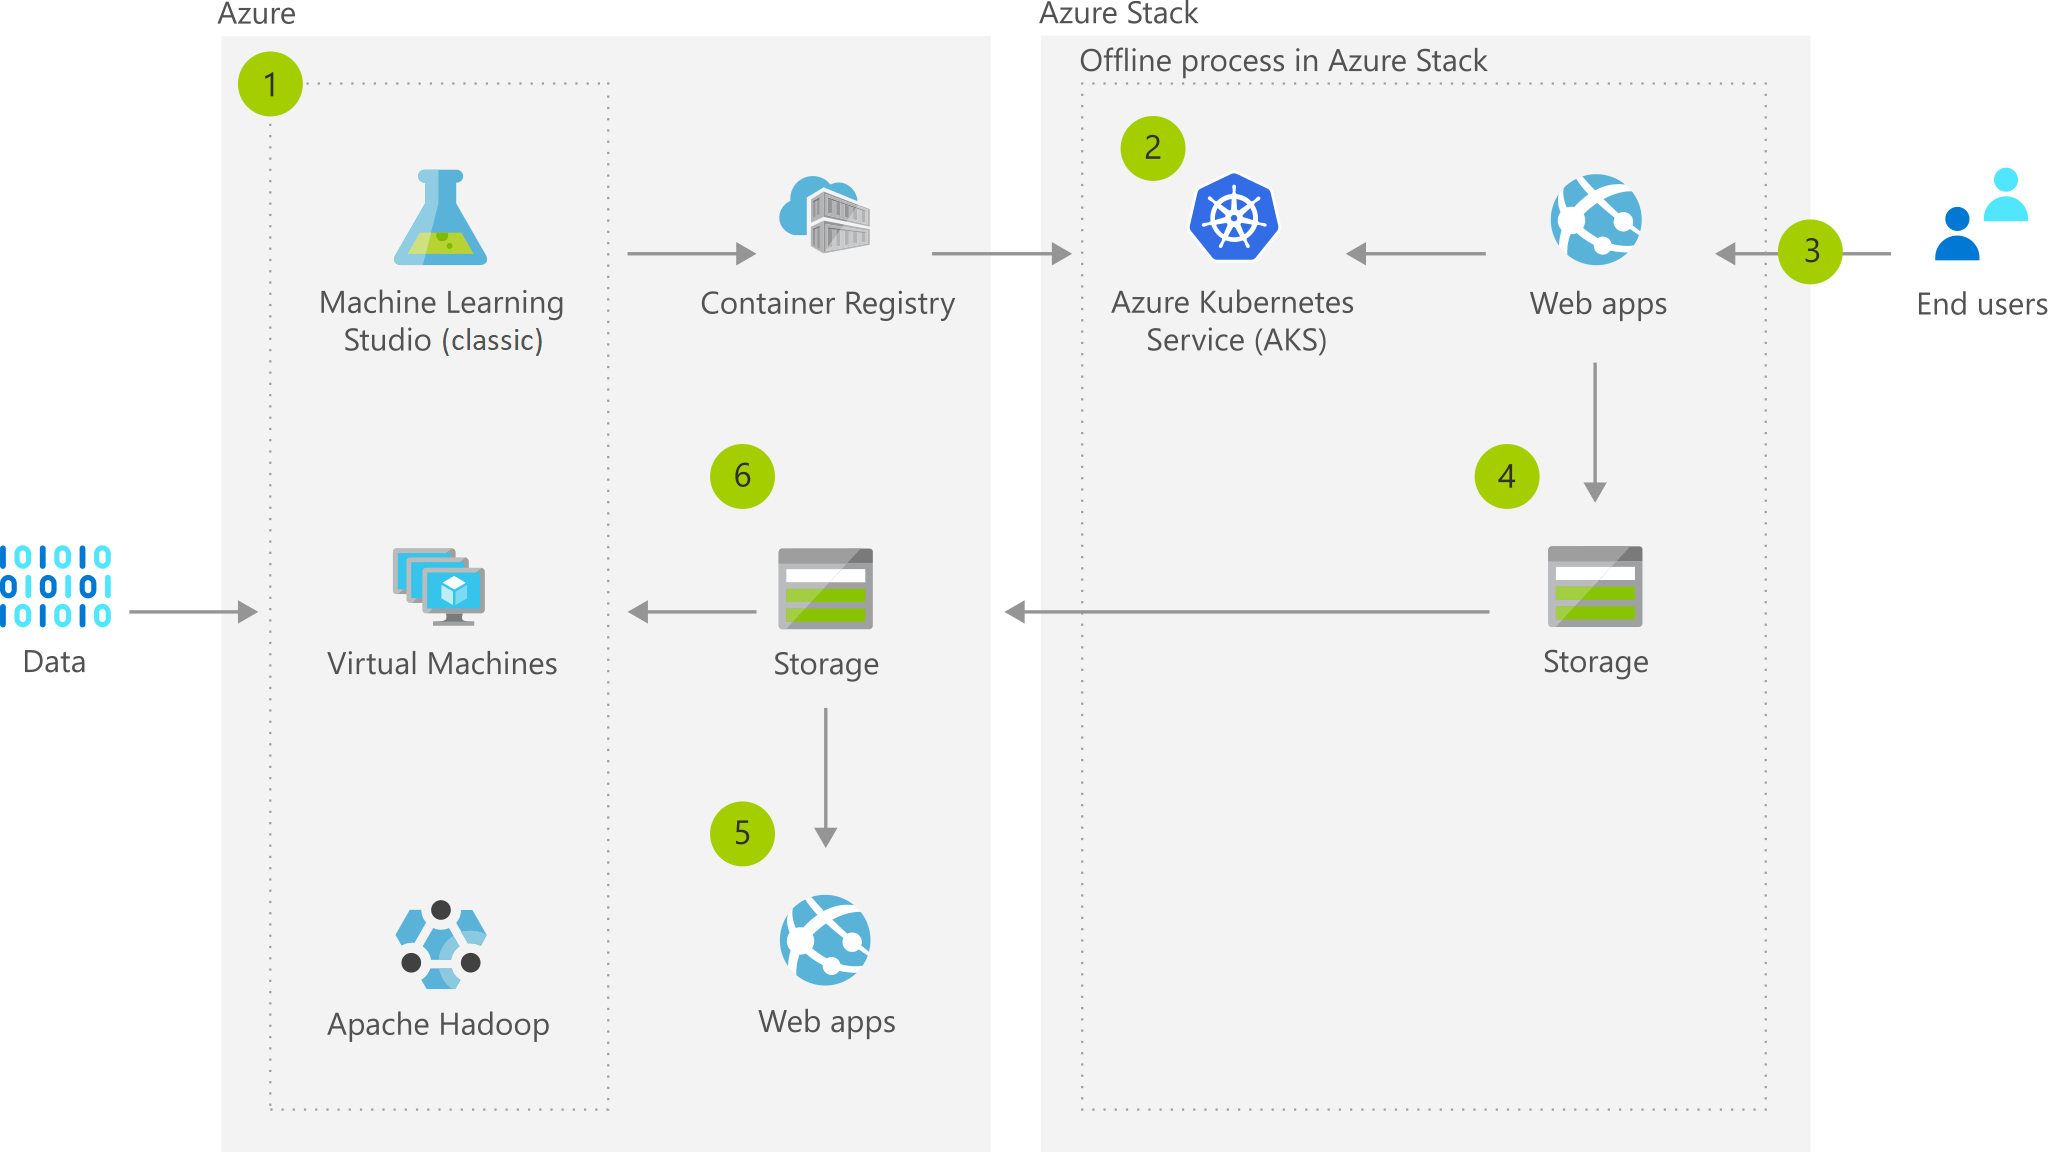 Azure
Azure Stack
Offline process in Azure Stack
1
2
3
Machine Learning
Studio (classic)
Container Registry
Azure Kubernetes
Service (AKS)
Web apps
End users
6
4
Data
Virtual Machines
Storage
Storage
5
Apache Hadoop
Web apps